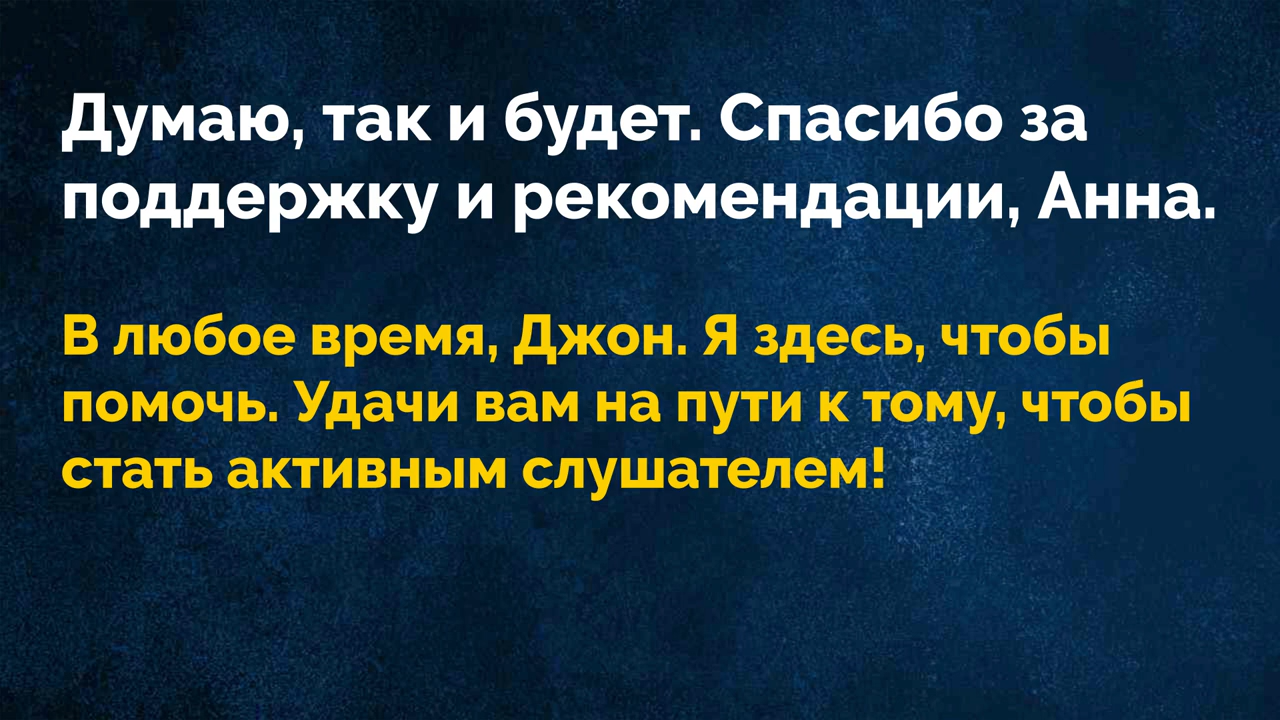 Думаю, так и будет. Спасибо за
поддержку и рекомендации, Анна.
В любое время, Джон. Я здесь, чтобы
помочь. Удачи вам на пути к тому, чтобы
стать активным слушателем!